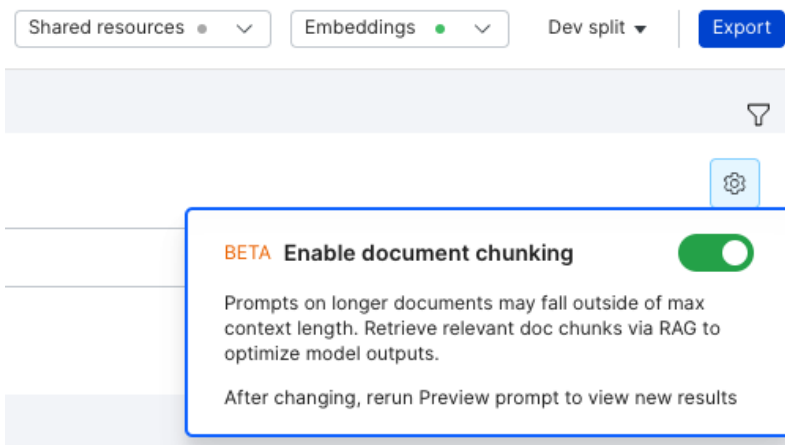 Shared resources
Embeddings
Dev split
Export
BETA Enable document chunking
Prompts on longer documents may fall outside of max
context length. Retrieve relevant doc chunks via RAG to
optimize model outputs.
After changing, rerun Preview prompt to view new results